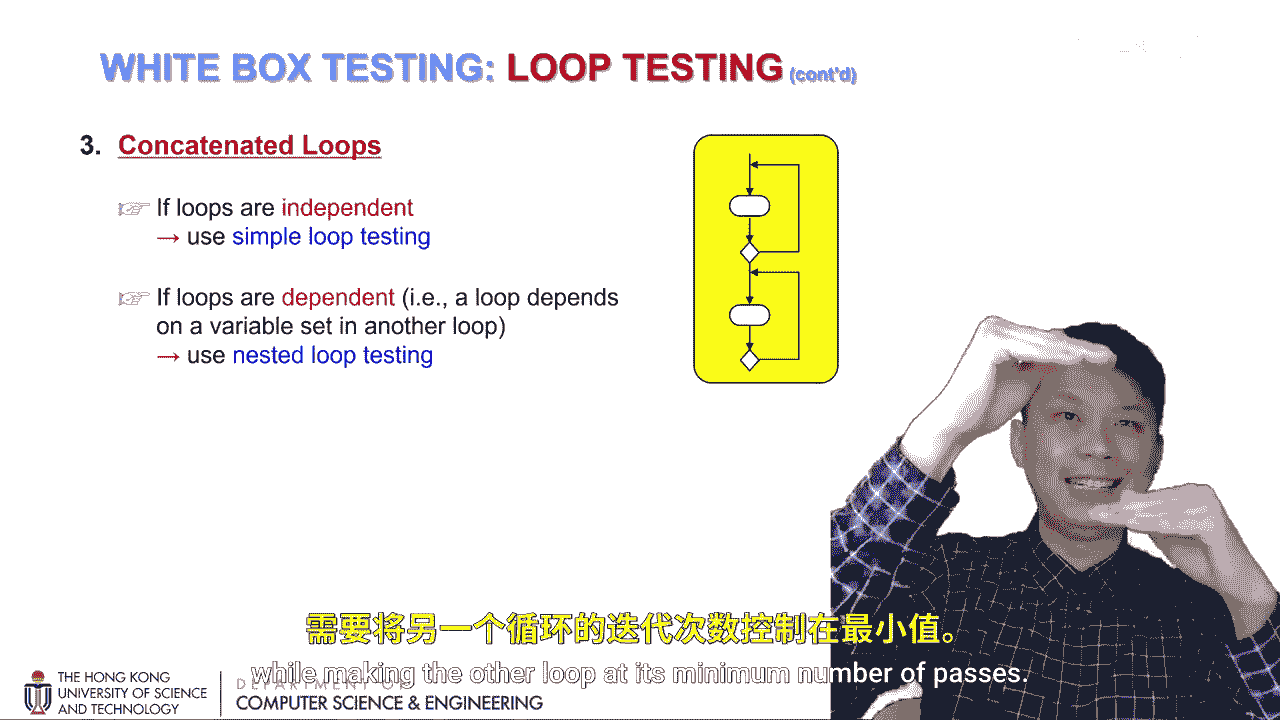 WHITE BOX TESTING: LOOP TESTING (cont'd)
3. Concatenated Loops
☞ If loops are independent
→ use simple loop testing
☞ If loops are dependent (i.e., a loop depends
on a variable set in another loop)
→ use nested loop testing
需要将另一个循环的迭代次数控制在最小值。
while making the other loop at its minimum number of passes.
THE HONG KONG
UNIVERSITY OF SCIENCE
AND TECHNOLOGY
COMPUTER SCIENCE & ENGINEERING